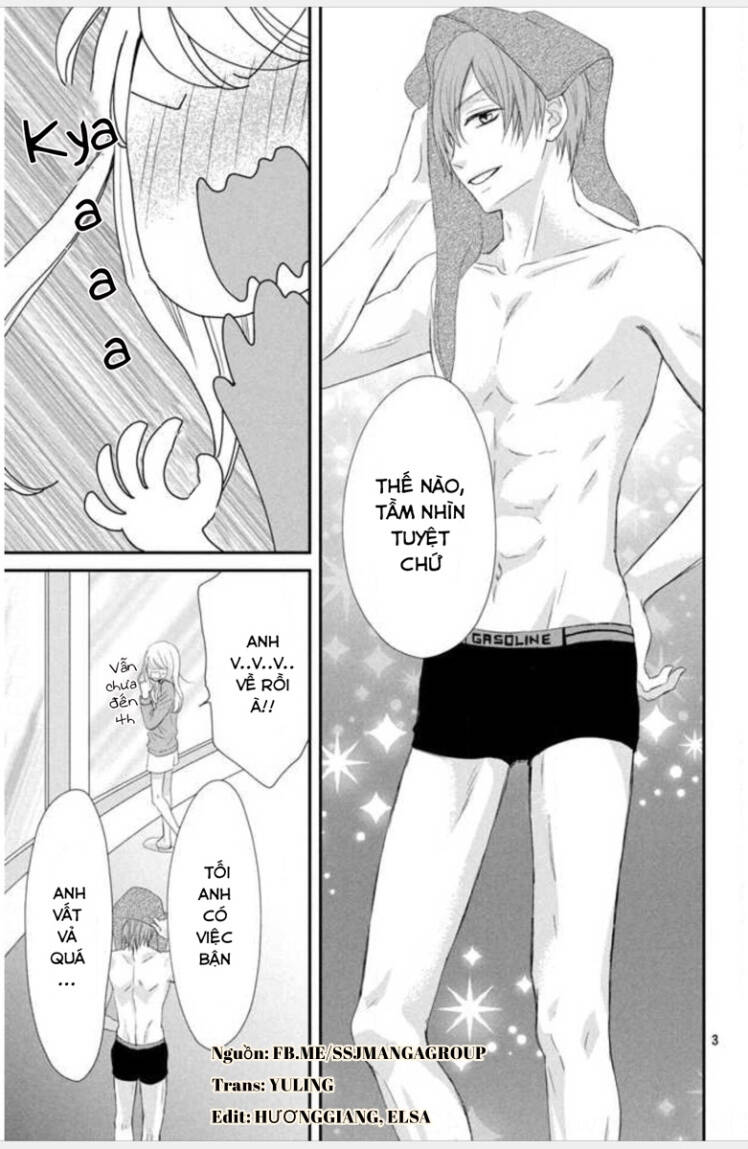 THẾ NÀO,
TẦM NHÌN
TUYỆT
CHỨ
GASOLINE
Kya
a
a
a
ANH
V..V..V..
VỀ RỒI
À!!
Vẫn
chưa
đến
4h
TỐI
ANH
CÓ
VIỆC
BẬN
ANH
VẤT
VẢ
QUÁ
...
3
Nguồn: FB.ME/SSJMANGAGROUP
Trans: YULING
Edit: HƯƠNGGIANG, ELSA